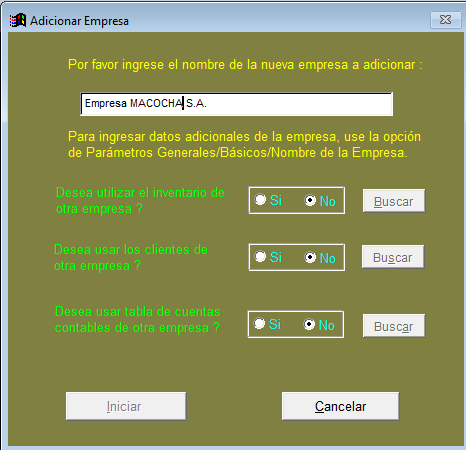 Adicionar Empresa
Por favor ingrese el nombre de la nueva empresa a adicionar :
Empresa MACOCHA S.A.
Para ingresar datos adicionales de la empresa, use la opción
de Parámetros Generales/Básicos/Nombre de la Empresa.
Desea utilizar el inventario de
otra empresa ?
Si No Buscar
Desea usar los clientes de
otra empresa ?
Si No Buscar
Desea usar tabla de cuentas
contables de otra empresa ?
Si No Buscar
Iniciar Cancelar